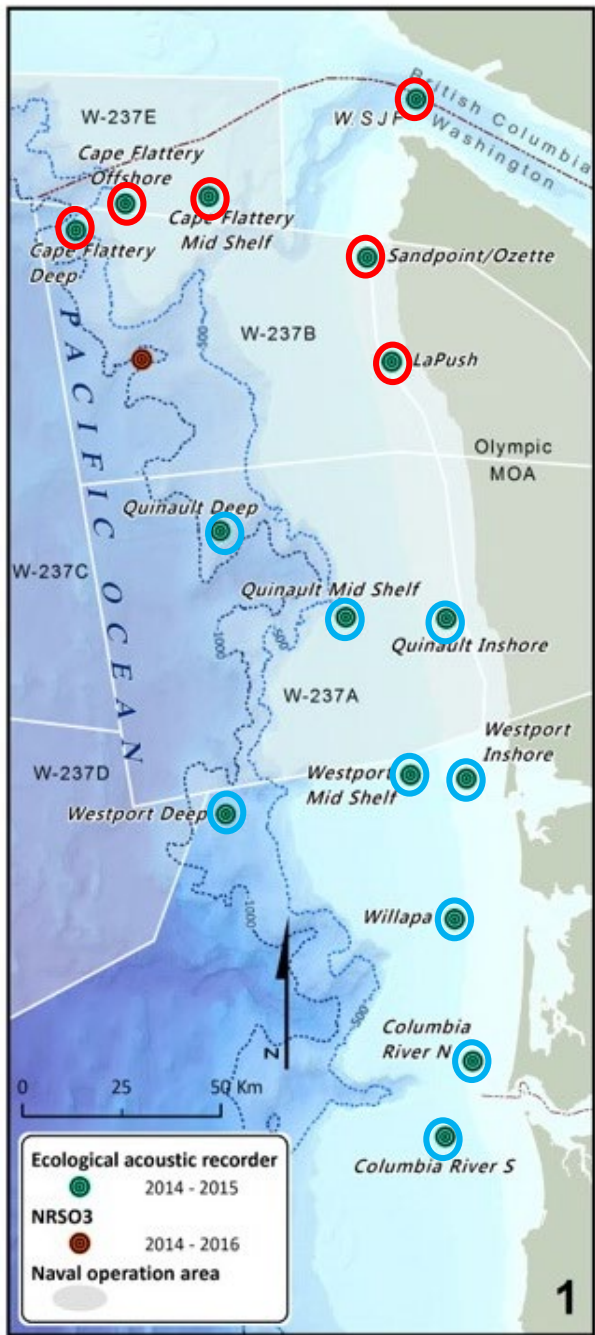 British Columbia
Washington
W.SJF
W-237E
Cape Flattery
Offshore
Cape Flattery
Mid Shelf
Cape Flattery
Deep
Sandpoint/Ozette
500
W-237B
LaPush
PACIFIC OCEAN
Olympic
MOA
Quinault Deep
W-237C
Quinault Mid Shelf
500
1000
Quinault Inshore
W-237A
Westport
Inshore
W-237D
Westport
Mid Shelf
Westport Deep
1000
Willapa
500
Columbia
River N
N
0 25 50 Km
Columbia River S
Ecological acoustic recorder
2014 - 2015
NRSO3
2014 - 2016
Naval operation area
1